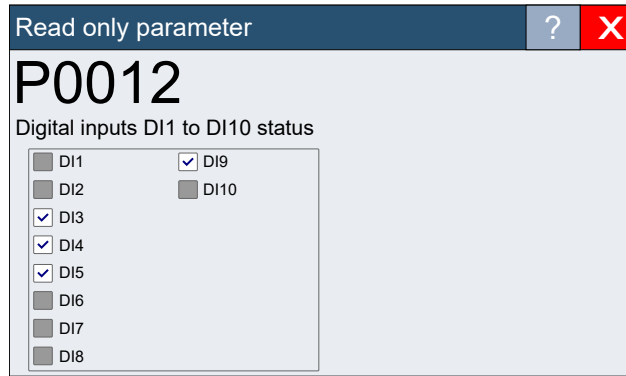 Read only parameter ? X
P0012
Digital inputs DI1 to DI10 status
DI1
DI2
DI3
DI4
DI5
DI6
DI7
DI8
DI9
DI10